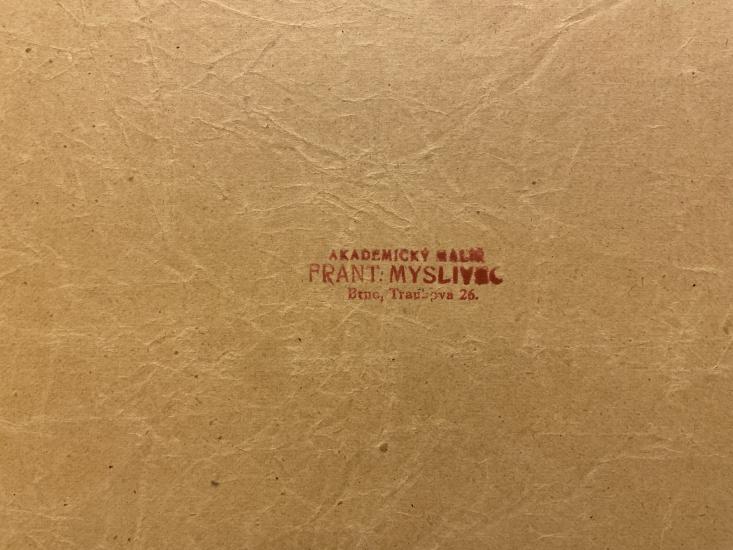 AKADEMICKÝ MALÍŘ
FRANT. MYSLIVEC
Brno, Traubova 26.